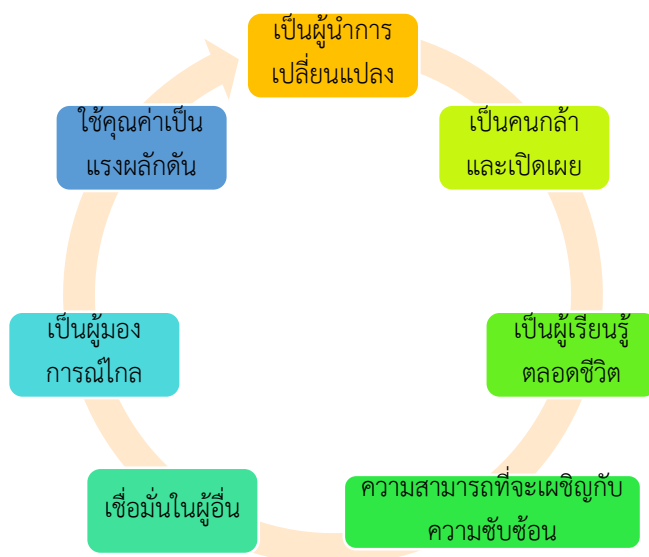 เป็นผู้นำการ
เปลี่ยนแปลง
เป็นคนกล้า
และเปิดเผย
เป็นผู้เรียนรู้
ตลอดชีวิต
ความสามารถที่จะเผชิญกับ
ความซับซ้อน
เชื่อมั่นในผู้อื่น
เป็นผู้มอง
การณ์ไกล
ใช้คุณค่าเป็น
แรงผลักดัน